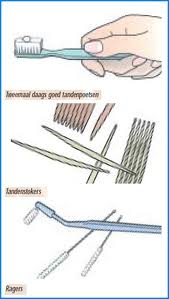 Tweemaal daags goed tandenpoetsen
Tandenstokers
Ragers